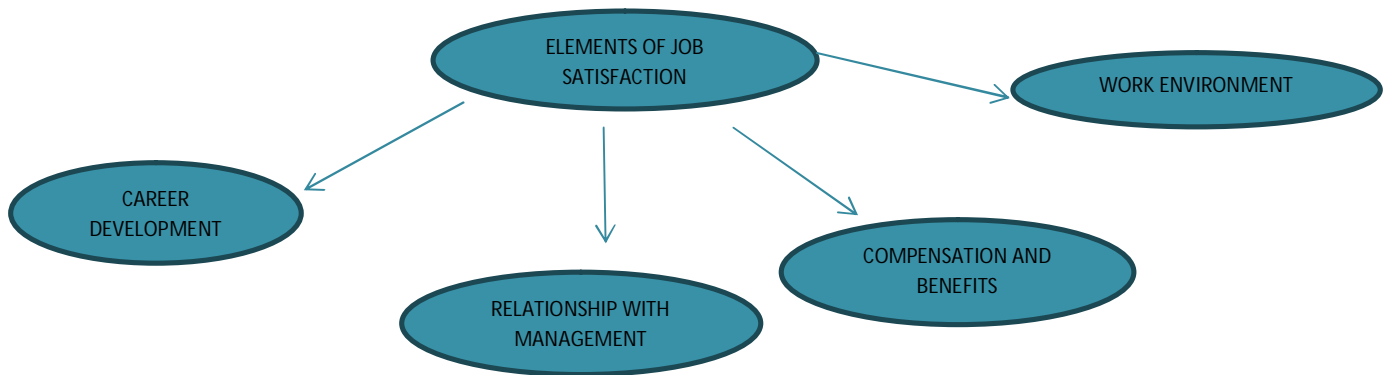 ELEMENTS OF JOB
SATISFACTION
WORK ENVIRONMENT
CAREER
DEVELOPMENT
COMPENSATION AND
BENEFITS
RELATIONSHIP WITH
MANAGEMENT